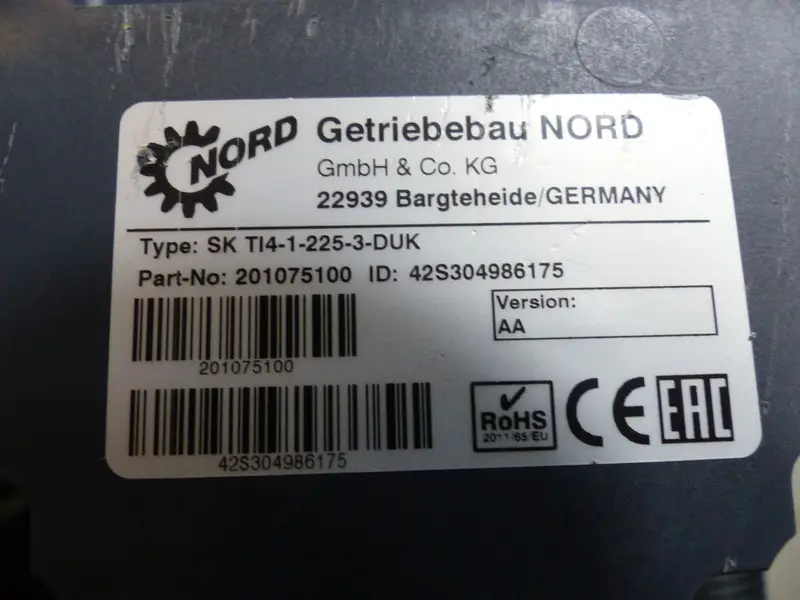 NORD
Getriebebau NORD
GmbH & Co. KG
22939 Bargteheide/GERMANY
Type: SK TI4-1-225-3-DUK
Part-No: 201075100 ID: 42S304986175
Version:
AA
201075100
42S304986175
RoHS
2011/65/EU
CE
EAC